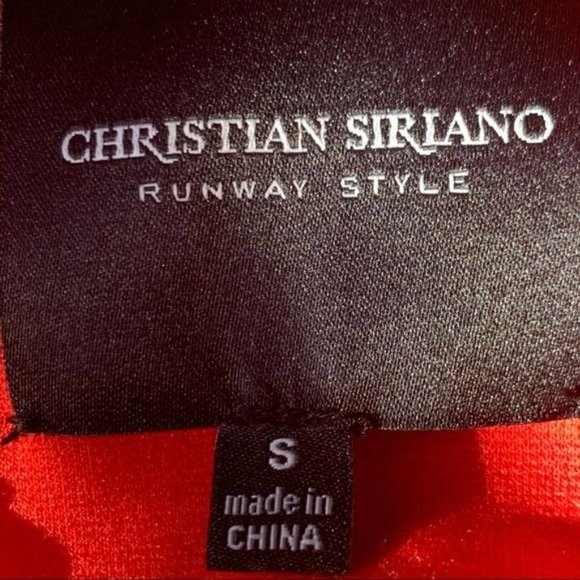 CHRISTIAN SIRIANO
RUNWAY STYLE
S
made in
CHINA